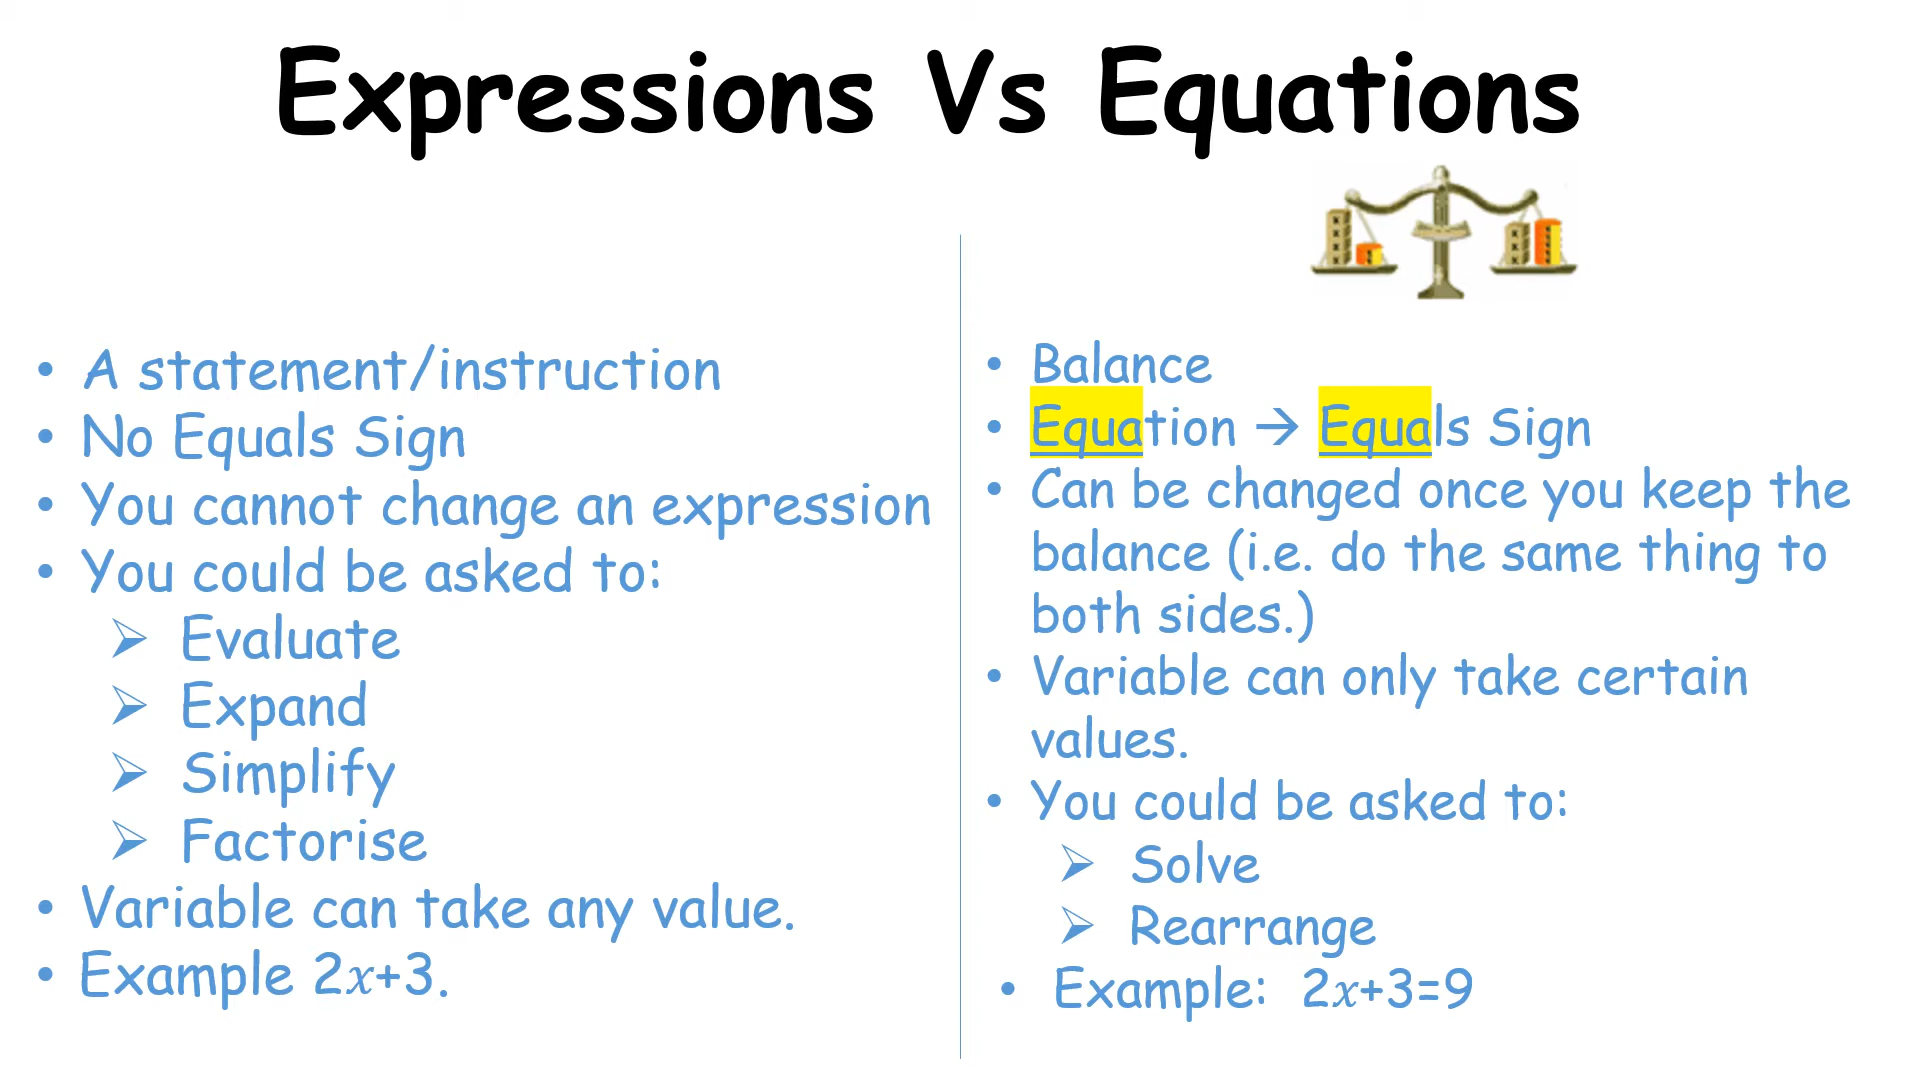 Expressions Vs Equations
• A statement/instruction
• No Equals Sign
• You cannot change an expression
• You could be asked to:
➢ Evaluate
➢ Expand
➢ Simplify
➢ Factorise
• Variable can take any value.
• Example 2𝑥+3.
• Balance
• Equation → Equals Sign
• Can be changed once you keep the
balance (i.e. do the same thing to
both sides.)
• Variable can only take certain
values.
• You could be asked to:
➢ Solve
➢ Rearrange
• Example: 2𝑥+3=9